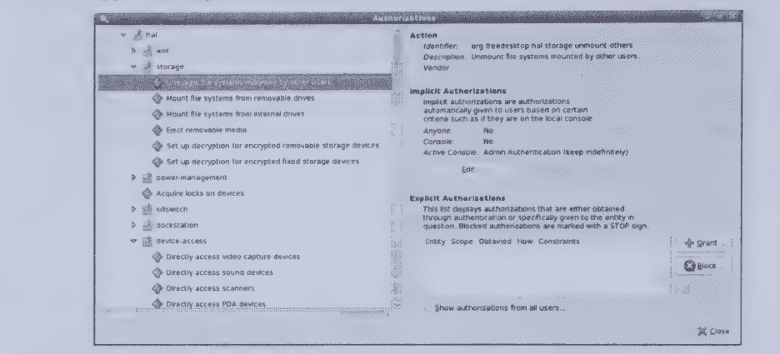 Authorizations
hal
wol
storage
Mount file systems from removable drives
Mount file systems from internal drives
Eject removable media
Set up decryption for encrypted removable storage devices
Set up decryption for encrypted fixed storage devices
power-management
Acquire locks on devices
killswitch
dockstation
device-access
Directly access video capture devices
Directly access sound devices
Directly access scanners
Directly access PDA devices
Action
Identifier: org freedesktop hal storage unmount-others
Description: Unmount file systems mounted by other users
Vendor
Implicit Authorizations
Implicit authorizations are authorizations
automatically given to users based on certain
criteria such as if they are on the local console
Anyone: No
Console: No
Active Console: Admin Authentication (keep indefinitely)
Edit
Explicit Authorizations
This list displays authorizations that are either obtained
through authentication or specifically given to the entity in
question. Blocked authorizations are marked with a STOP sign.
Entity Scope Obtained How Constraints
Grant
Block
Show authorizations from all users...
Close